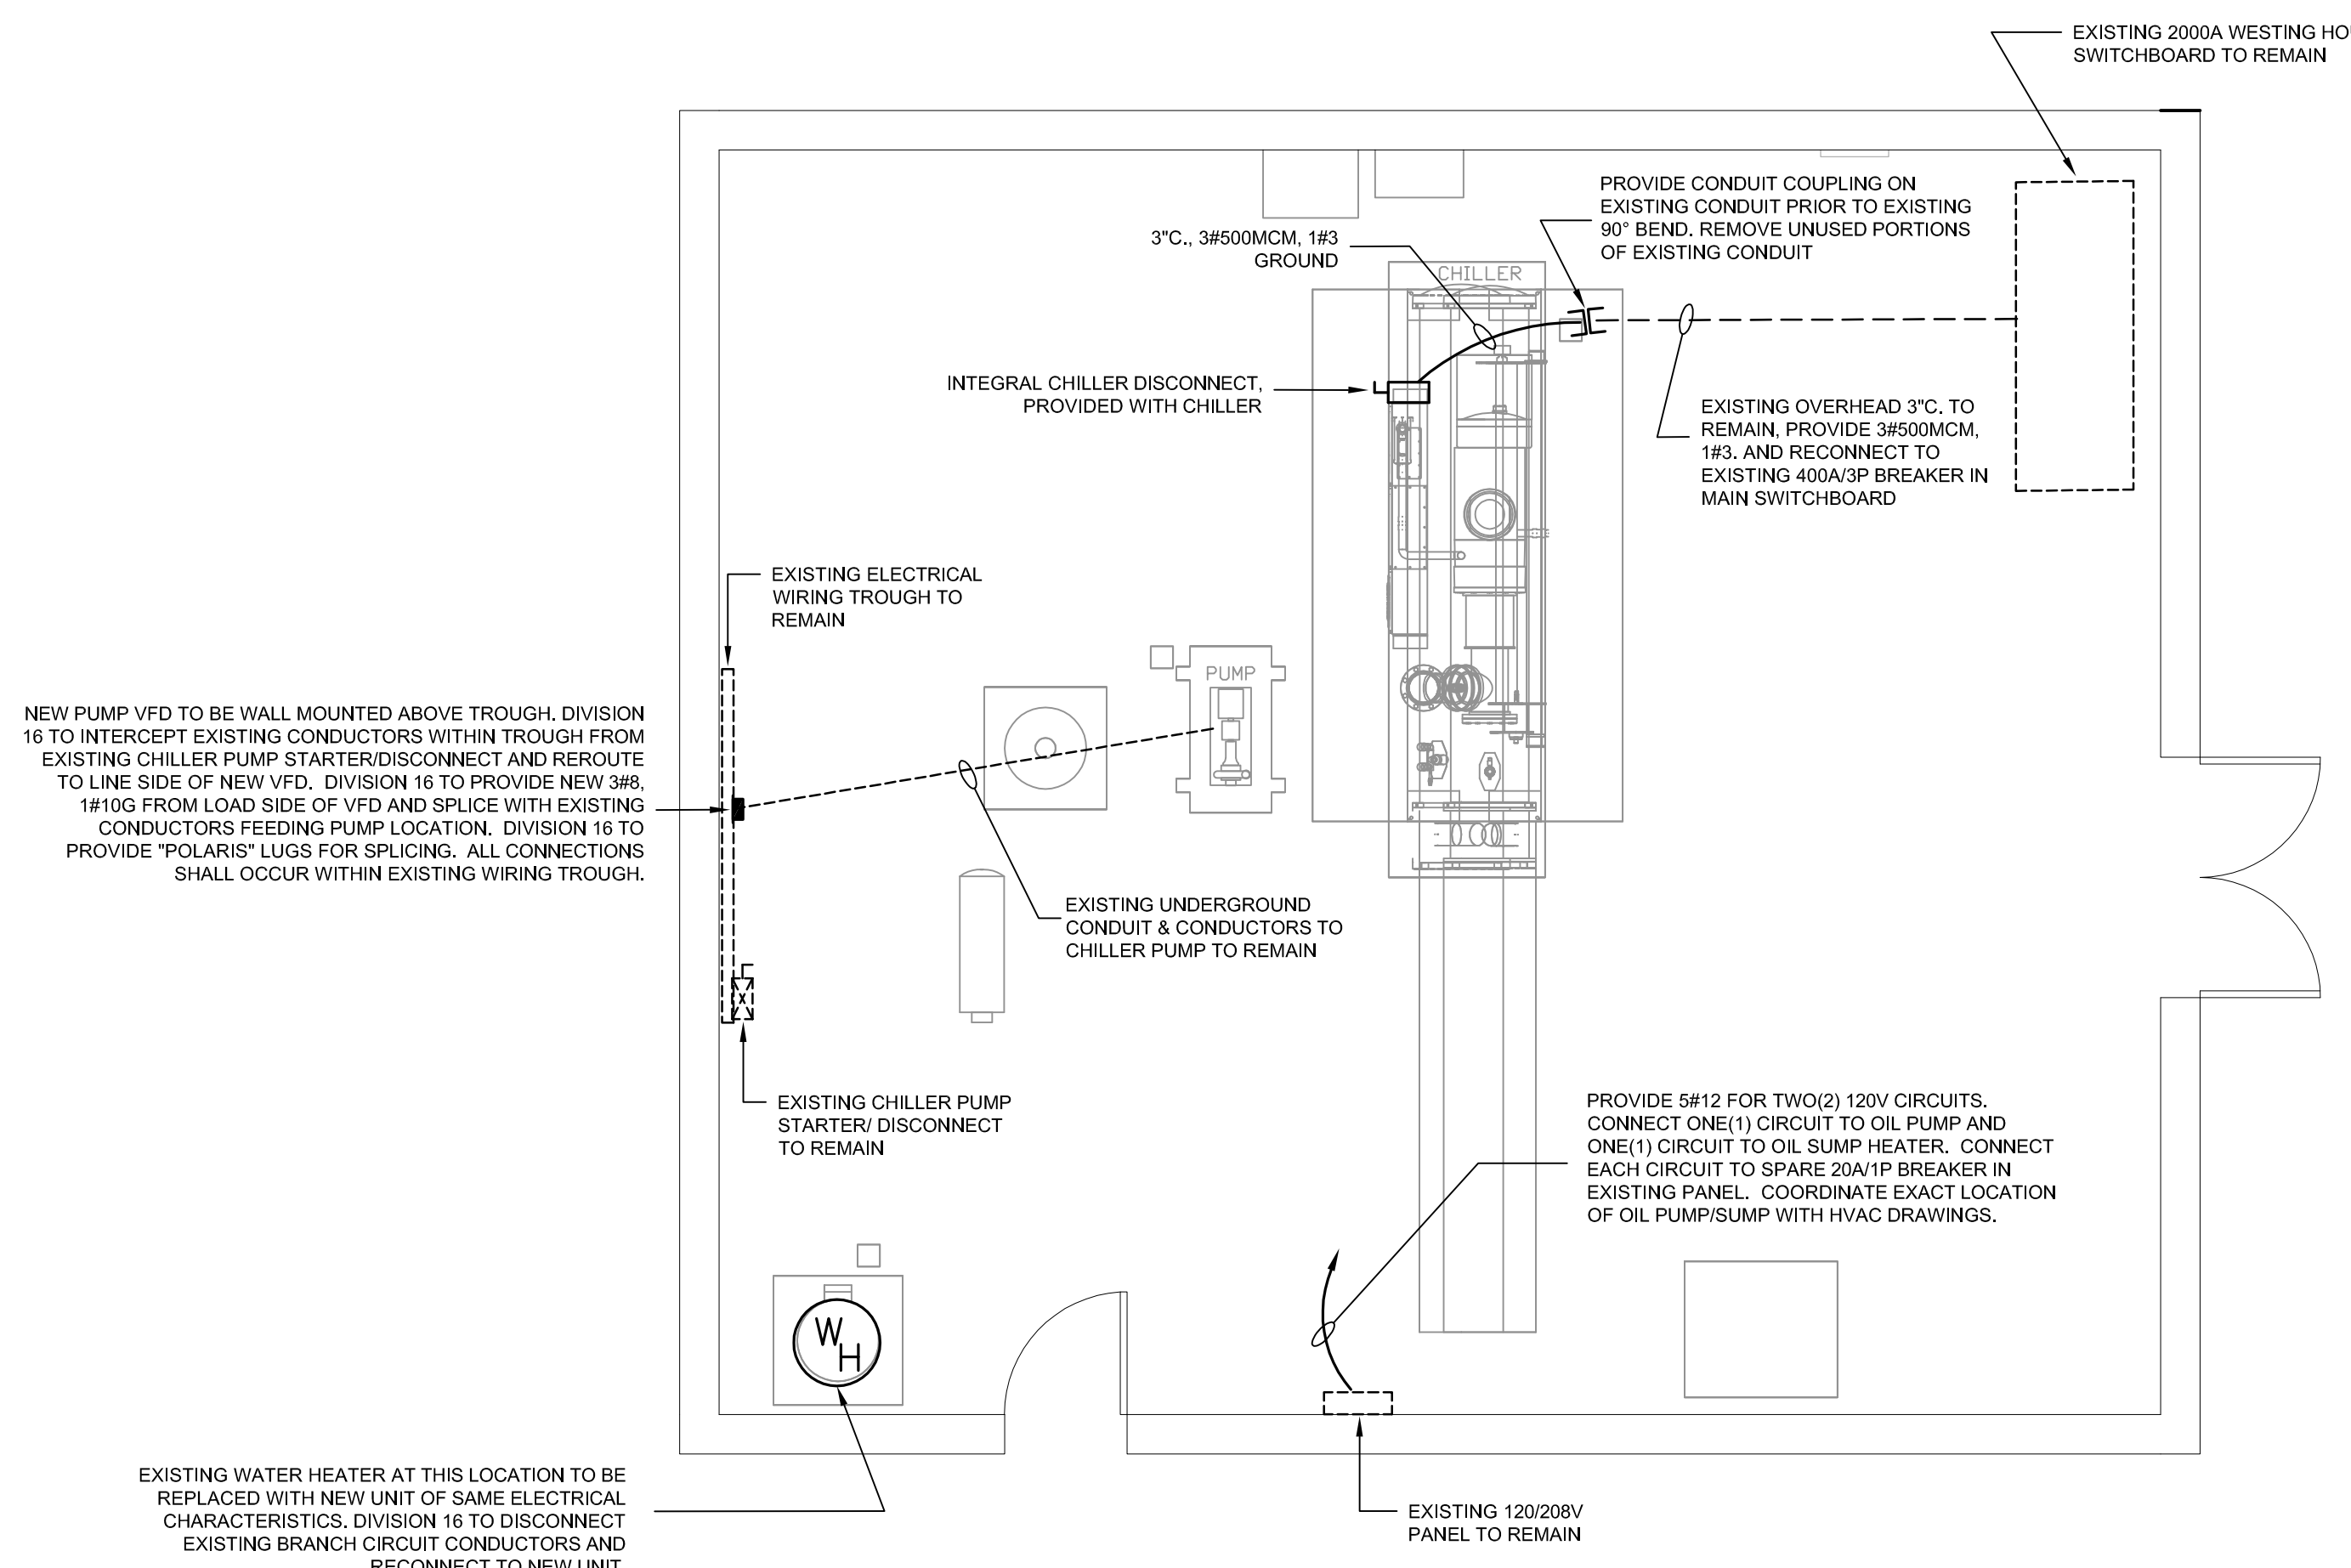 EXISTING 2000A WESTING
SWITCHBOARD TO REMAIN
PROVIDE CONDUIT COUPLING ON
EXISTING CONDUIT PRIOR TO EXISTING
90° BEND. REMOVE UNUSED PORTIONS
OF EXISTING CONDUIT
3"C., 3#500MCM, 1#3
GROUND
CHILLER
INTEGRAL CHILLER DISCONNECT,
PROVIDED WITH CHILLER
EXISTING OVERHEAD 3"C. TO
REMAIN, PROVIDE 3#500MCM,
1#3. AND RECONNECT TO
EXISTING 400A/3P BREAKER IN
MAIN SWITCHBOARD
EXISTING ELECTRICAL
WIRING TROUGH TO
REMAIN
PUMP
NEW PUMP VFD TO BE WALL MOUNTED ABOVE TROUGH. DIVISION
16 TO INTERCEPT EXISTING CONDUCTORS WITHIN TROUGH FROM
EXISTING CHILLER PUMP STARTER/DISCONNECT AND REROUTE
TO LINE SIDE OF NEW VFD. DIVISION 16 TO PROVIDE NEW 3#8,
1#10G FROM LOAD SIDE OF VFD AND SPLICE WITH EXISTING
CONDUCTORS FEEDING PUMP LOCATION. DIVISION 16 TO
PROVIDE "POLARIS" LUGS FOR SPLICING. ALL CONNECTIONS
SHALL OCCUR WITHIN EXISTING WIRING TROUGH.
EXISTING UNDERGROUND
CONDUIT & CONDUCTORS TO
CHILLER PUMP TO REMAIN
EXISTING CHILLER PUMP
STARTER/ DISCONNECT
TO REMAIN
PROVIDE 5#12 FOR TWO(2) 120V CIRCUITS.
CONNECT ONE(1) CIRCUIT TO OIL PUMP AND
ONE(1) CIRCUIT TO OIL SUMP HEATER. CONNECT
EACH CIRCUIT TO SPARE 20A/1P BREAKER IN
EXISTING PANEL. COORDINATE EXACT LOCATION
OF OIL PUMP/SUMP WITH HVAC DRAWINGS.
WH
EXISTING WATER HEATER AT THIS LOCATION TO BE
REPLACED WITH NEW UNIT OF SAME ELECTRICAL
CHARACTERISTICS. DIVISION 16 TO DISCONNECT
EXISTING BRANCH CIRCUIT CONDUCTORS AND
RECONNECT TO NEW UNIT.
EXISTING 120/208V
PANEL TO REMAIN